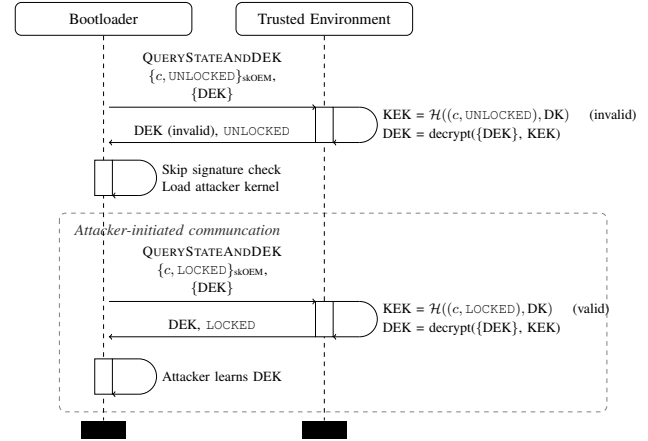 Bootloader
Trusted Environment
QUERYSTATEANDDEK
{c, UNLOCKED}skOEM,
{DEK}
KEK = H((c, UNLOCKED), DK) (invalid)
DEK = decrypt({DEK}, KEK)
DEK (invalid), UNLOCKED
Skip signature check
Load attacker kernel
Attacker-initiated communcation
QUERYSTATEANDDEK
{c, LOCKED}skOEM,
{DEK}
KEK = H((c, LOCKED), DK) (valid)
DEK = decrypt({DEK}, KEK)
DEK, LOCKED
Attacker learns DEK